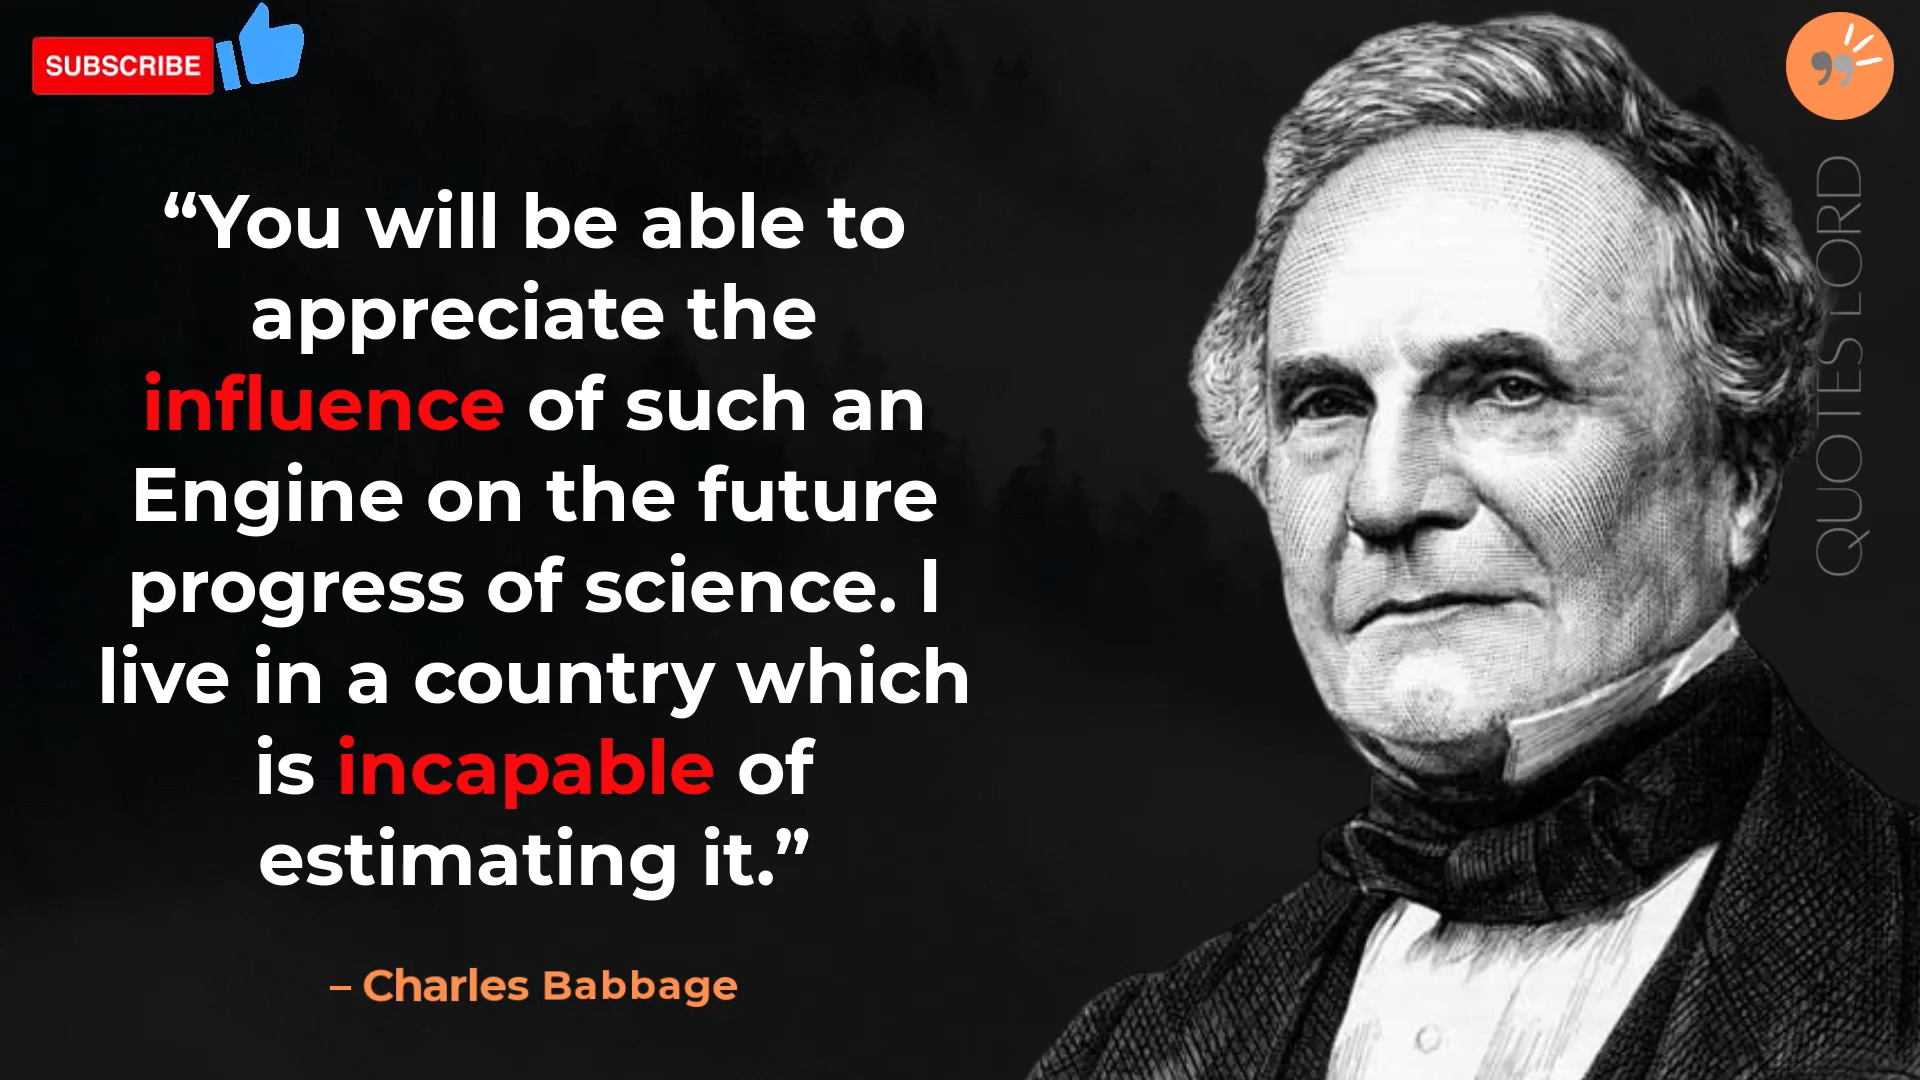 SUBSCRIBE
“You will be able to
appreciate the
influence of such an
Engine on the future
progress of science. I
live in a country which
is incapable of
estimating it.”
– Charles Babbage
QUOTES LORD